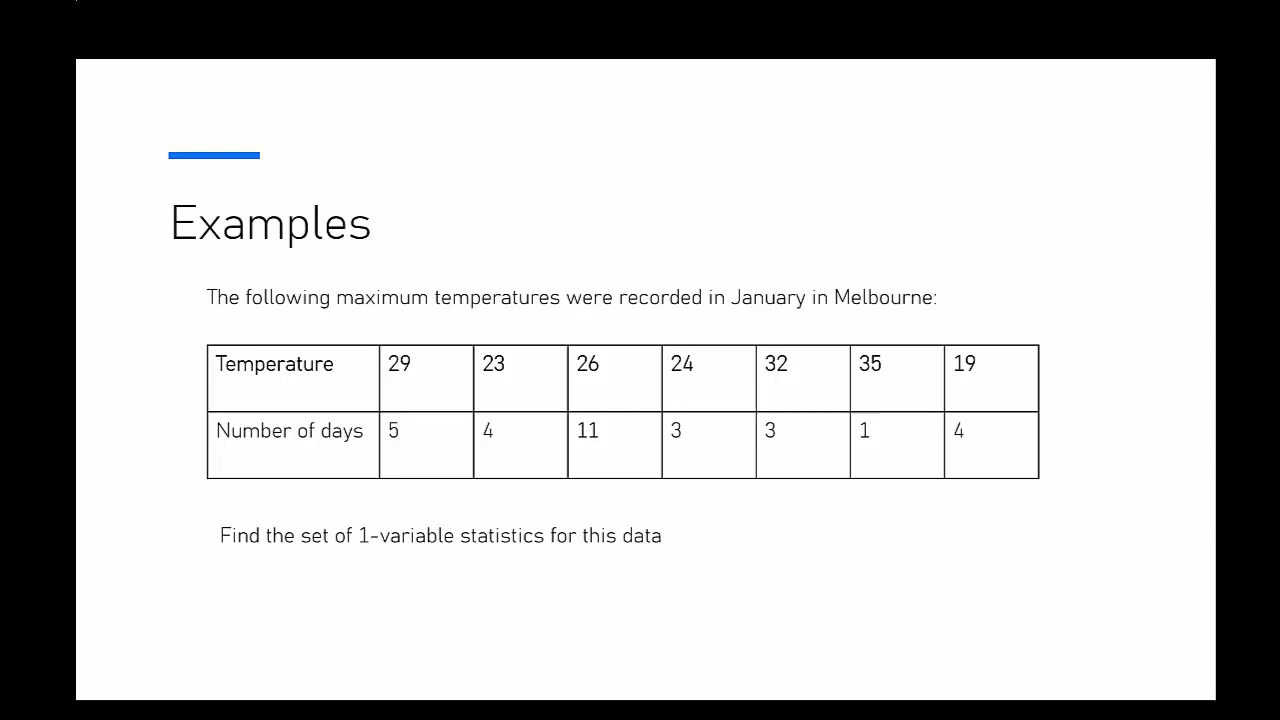 Examples
The following maximum temperatures were recorded in January in Melbourne:
Temperature 29 23 26 24 32 35 19
Number of days 5 4 11 3 3 1 4
Find the set of 1-variable statistics for this data